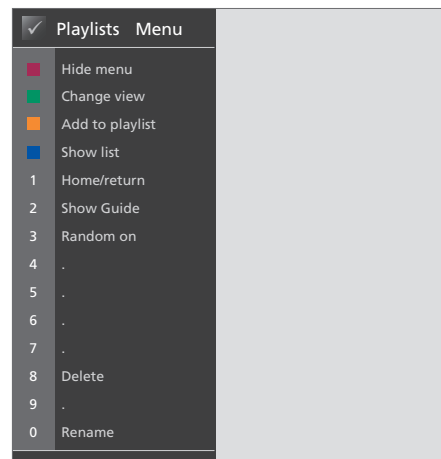 Playlists Menu
Hide menu
Change view
Add to playlist
Show list
1 Home/return
2 Show Guide
3 Random on
4 .
5 .
6 .
7 .
8 Delete
9 .
0 Rename